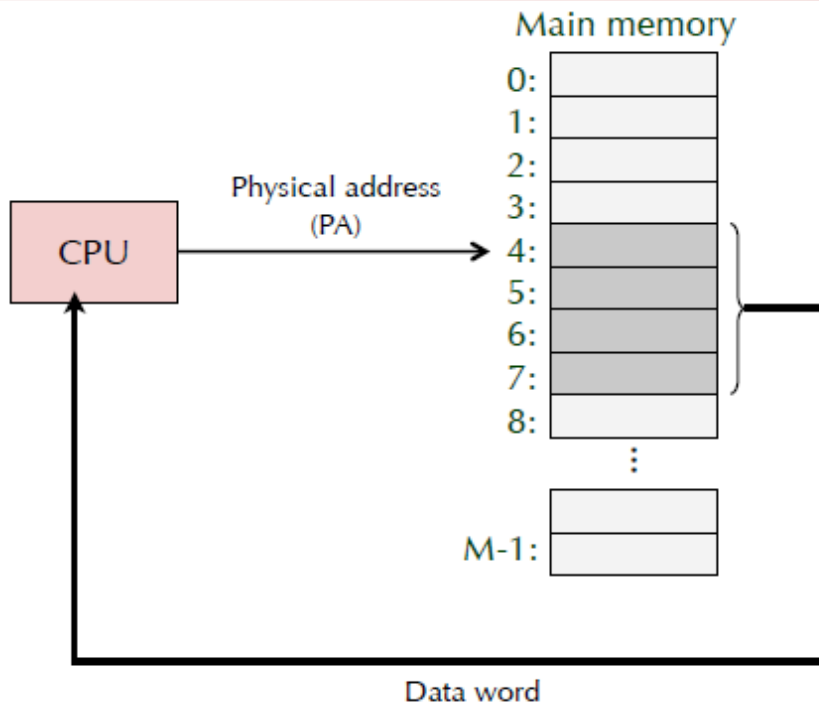 Main memory
0:
1:
2:
3:
Physical address
(PA)
CPU
4:
5:
6:
7:
8:
⋮
M-1:
Data word